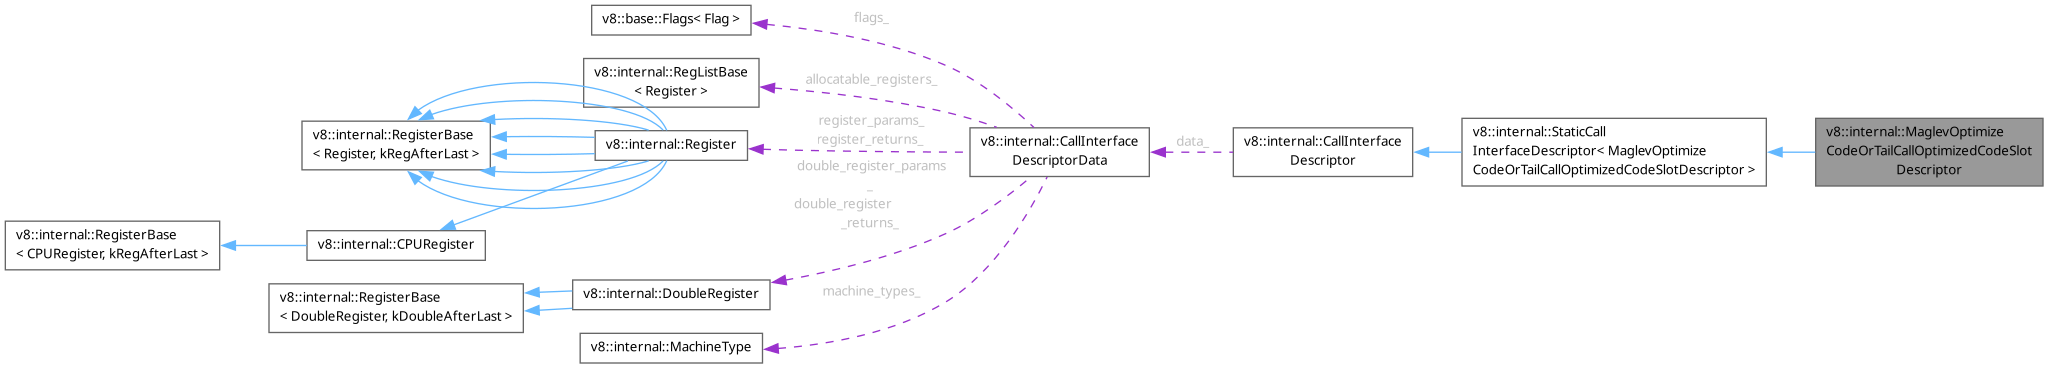 v8::base::Flags< Flag >
flags_
v8::internal::RegListBase
< Register >
allocatable_registers_
v8::internal::RegisterBase
< Register, kRegAfterLast >
v8::internal::Register
register_params_
register_returns_
double_register_params
_
double_register
_returns_
v8::internal::CallInterface
DescriptorData
data_
v8::internal::CallInterface
Descriptor
v8::internal::StaticCall
InterfaceDescriptor< MaglevOptimize
CodeOrTailCallOptimizedCodeSlotDescriptor >
v8::internal::MaglevOptimize
CodeOrTailCallOptimizedCodeSlot
Descriptor
v8::internal::RegisterBase
< CPURegister, kRegAfterLast >
v8::internal::CPURegister
v8::internal::RegisterBase
< DoubleRegister, kDoubleAfterLast >
v8::internal::DoubleRegister
machine_types_
v8::internal::MachineType